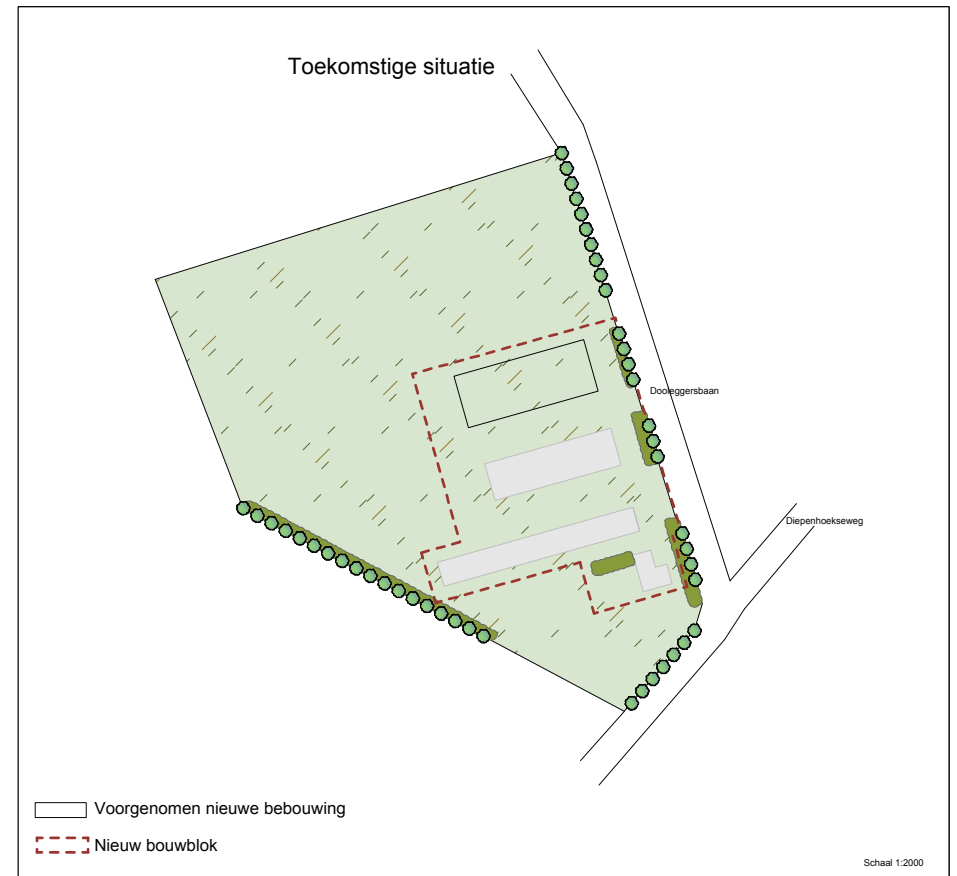 Toekomstige situatie
Dooleggersbaan
Diepenhoekseweg
Voorgenomen nieuwe bebouwing
Nieuw bouwblok
Schaal 1:2000